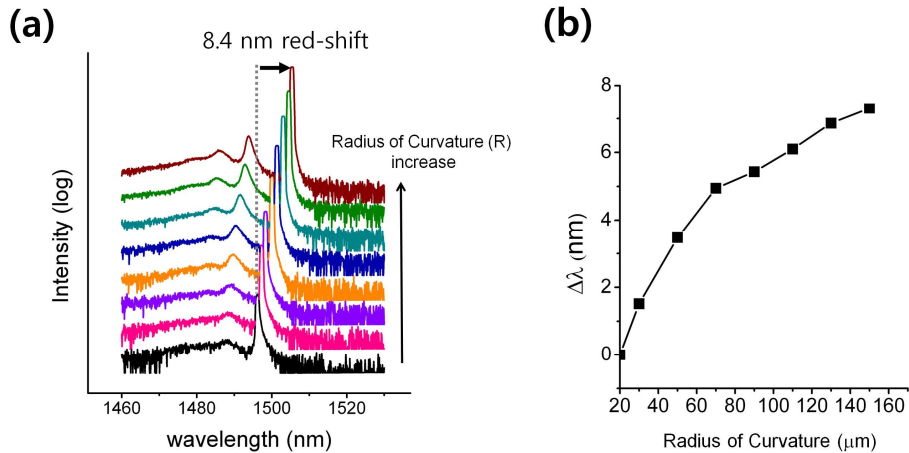 (a)
8.4 nm red-shift
Radius of Curvature (R)
increase
Intensity (log)
1460
1480
1500
1520
wavelength (nm)
(b)
8
6
4
2
0
Δλ (nm)
20
40
60
80
100
120
140
160
Radius of Curvature (μm)